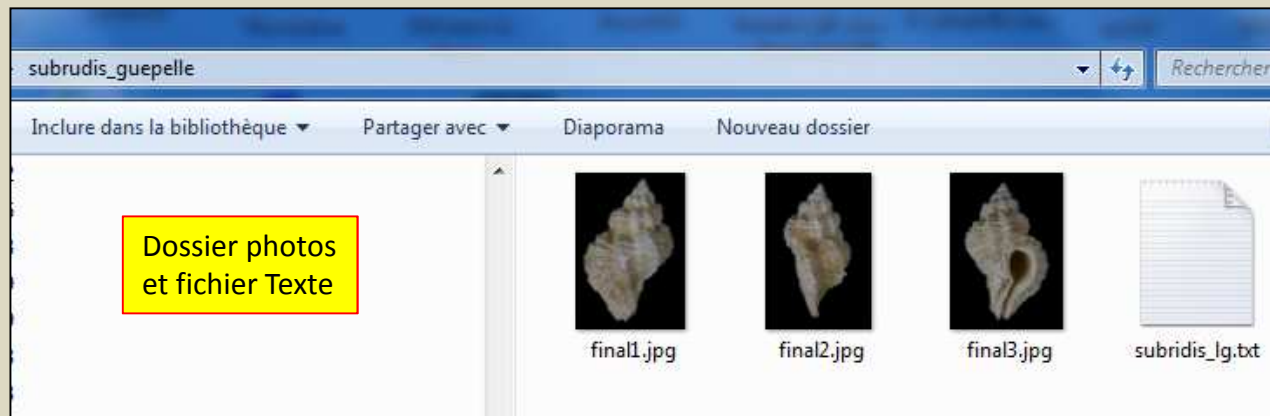 subrudis_guepelle
Rechercher
Inclure dans la bibliothèque
Partager avec
Diaporama
Nouveau dossier
Dossier photos
et fichier Texte
final1.jpg
final2.jpg
final3.jpg
subridis_lg.txt